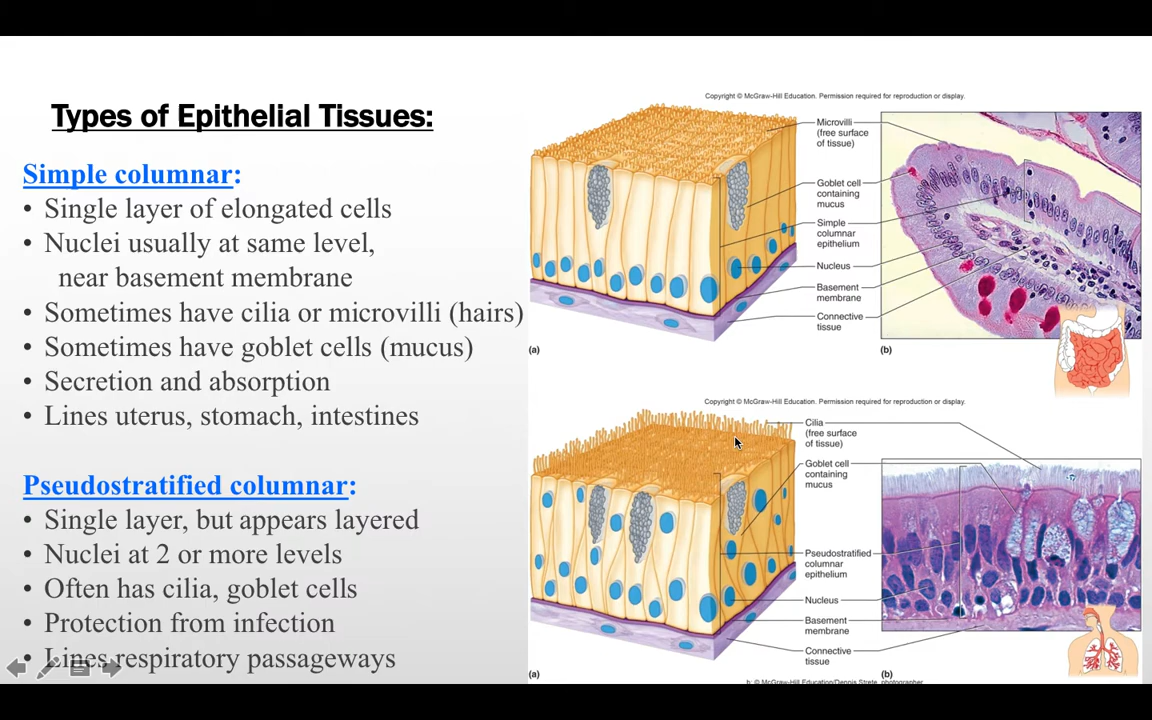 Types of Epithelial Tissues:
Simple columnar:
• Single layer of elongated cells
• Nuclei usually at same level,
near basement membrane
• Sometimes have cilia or microvilli (hairs)
• Sometimes have goblet cells (mucus)
• Secretion and absorption
• Lines uterus, stomach, intestines
Pseudostratified columnar:
• Single layer, but appears layered
• Nuclei at 2 or more levels
• Often has cilia, goblet cells
• Protection from infection
• Lines respiratory passageways
Copyright © McGraw-Hill Education. Permission required for reproduction or display.
Microvilli
(free surface
of tissue)
Goblet cell
containing
mucus
Simple
columnar
epithelium
Nucleus
Basement
membrane
Connective
tissue
(a)
(b)
Copyright © McGraw-Hill Education. Permission required for reproduction or display.
Cilia
(free surface
of tissue)
Goblet cell
containing
mucus
Pseudostratified
columnar
epithelium
Nucleus
Basement
membrane
Connective
tissue
(a)
(b)
b: © McGraw-Hill Education/Dennis Strete, photographer